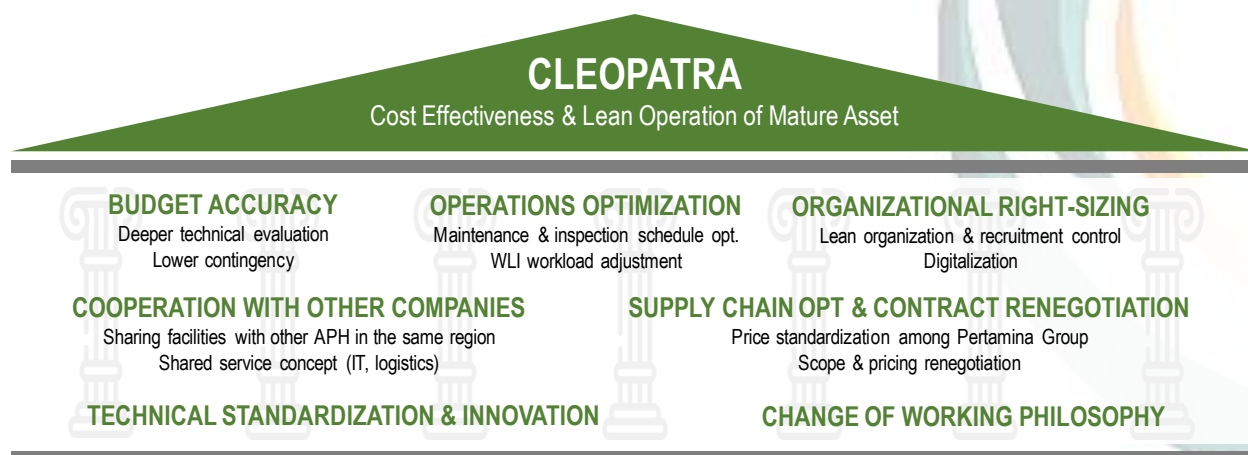 CLEOPATRA
Cost Effectiveness & Lean Operation of Mature Asset
BUDGET ACCURACY
Deeper technical evaluation
Lower contingency
OPERATIONS OPTIMIZATION
Maintenance & inspection schedule opt.
WLI workload adjustment
ORGANIZATIONAL RIGHT-SIZING
Lean organization & recruitment control
Digitalization
COOPERATION WITH OTHER COMPANIES
Sharing facilities with other APH in the same region
Shared service concept (IT, logistics)
SUPPLY CHAIN OPT & CONTRACT RENEGOTIATION
Price standardization among Pertamina Group
Scope & pricing renegotiation
TECHNICAL STANDARDIZATION & INNOVATION
CHANGE OF WORKING PHILOSOPHY